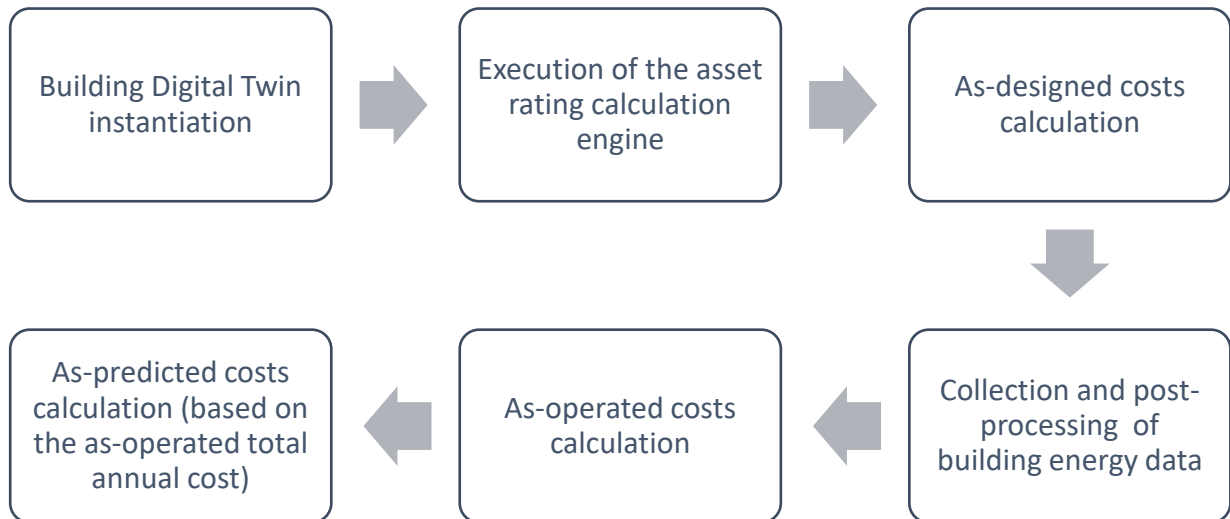 Building Digital Twin
instantiation
Execution of the asset
rating calculation
engine
As-designed costs
calculation
Collection and post-
processing of
building energy data
As-operated costs
calculation
As-predicted costs
calculation (based on
the as-operated total
annual cost)